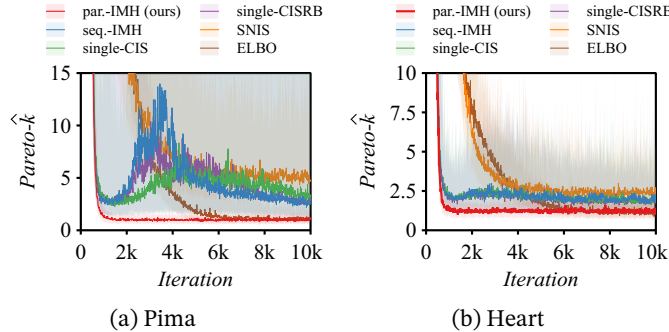 par.-IMH (ours)
single-CISRB
seq.-IMH
SNIS
single-CIS
ELBO
Pareto-k̂
15
10
5
0
0
2k
4k
6k
8k
10k
Iteration
(a) Pima
par.-IMH (ours)
single-CISRB
seq.-IMH
SNIS
single-CIS
ELBO
Pareto-k̂
10
7.5
5
2.5
0
0
2k
4k
6k
8k
10k
Iteration
(b) Heart